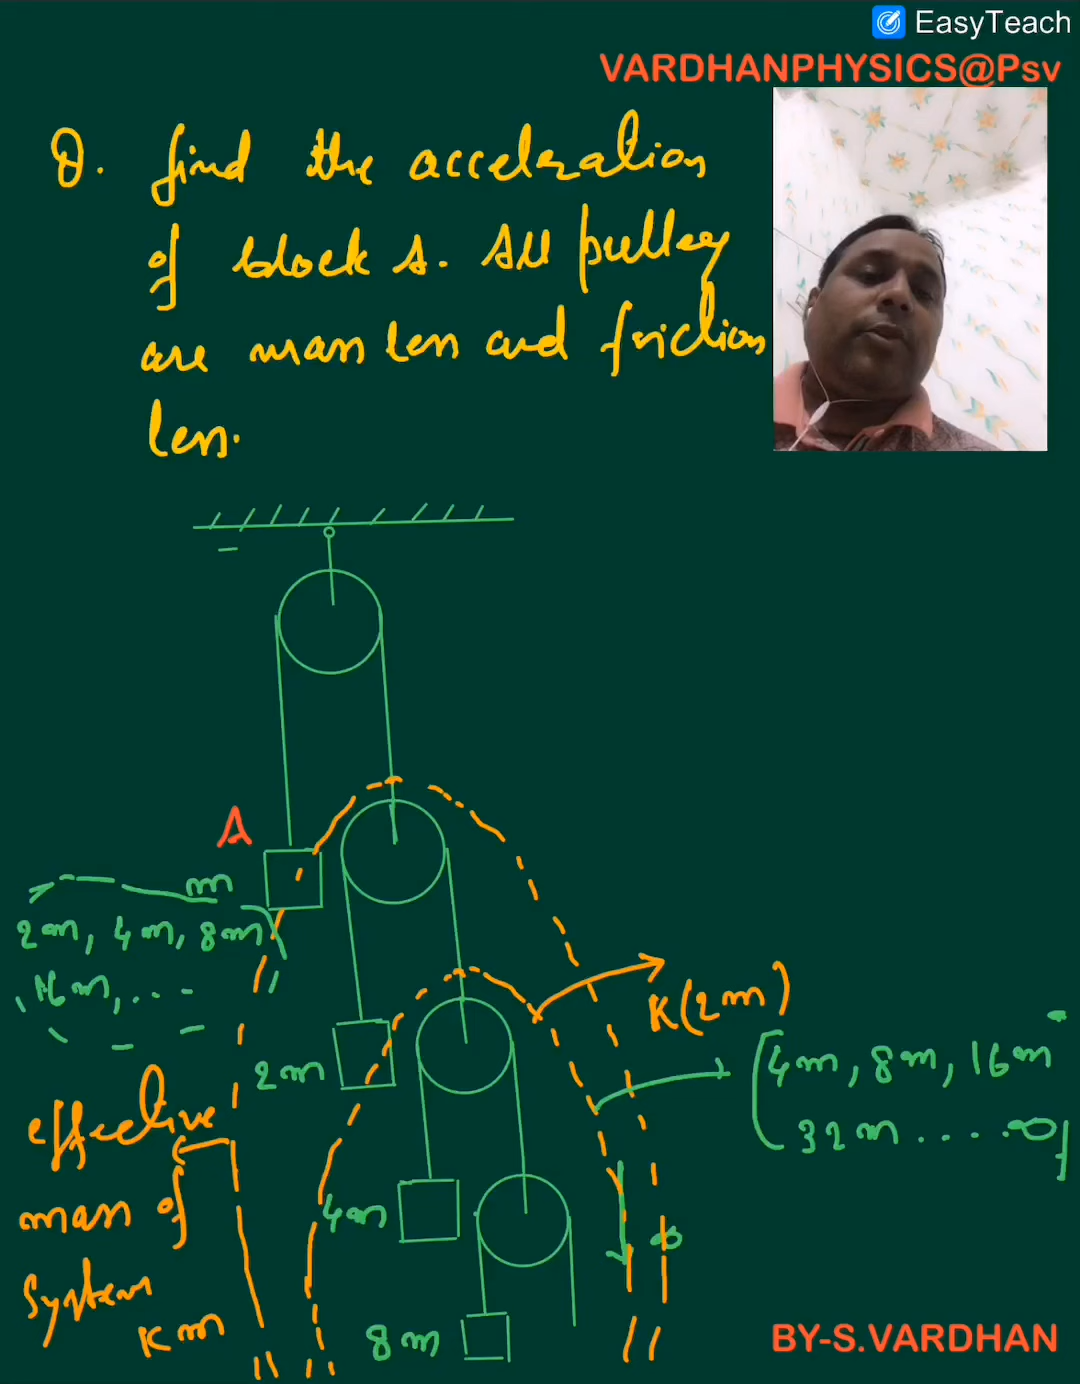 EasyTeach
VARDHANPHYSICS@Psv
Q. find the acceleration
of block A. All pulley
are mass less and friction
less.
A
m
2m, 4m, 8m
, 16m, ...
K(2m)
2m
(4m, 8m, 16m
32m .... ∞
effective
mass of
system
Km
4m
8m
BY-S.VARDHAN